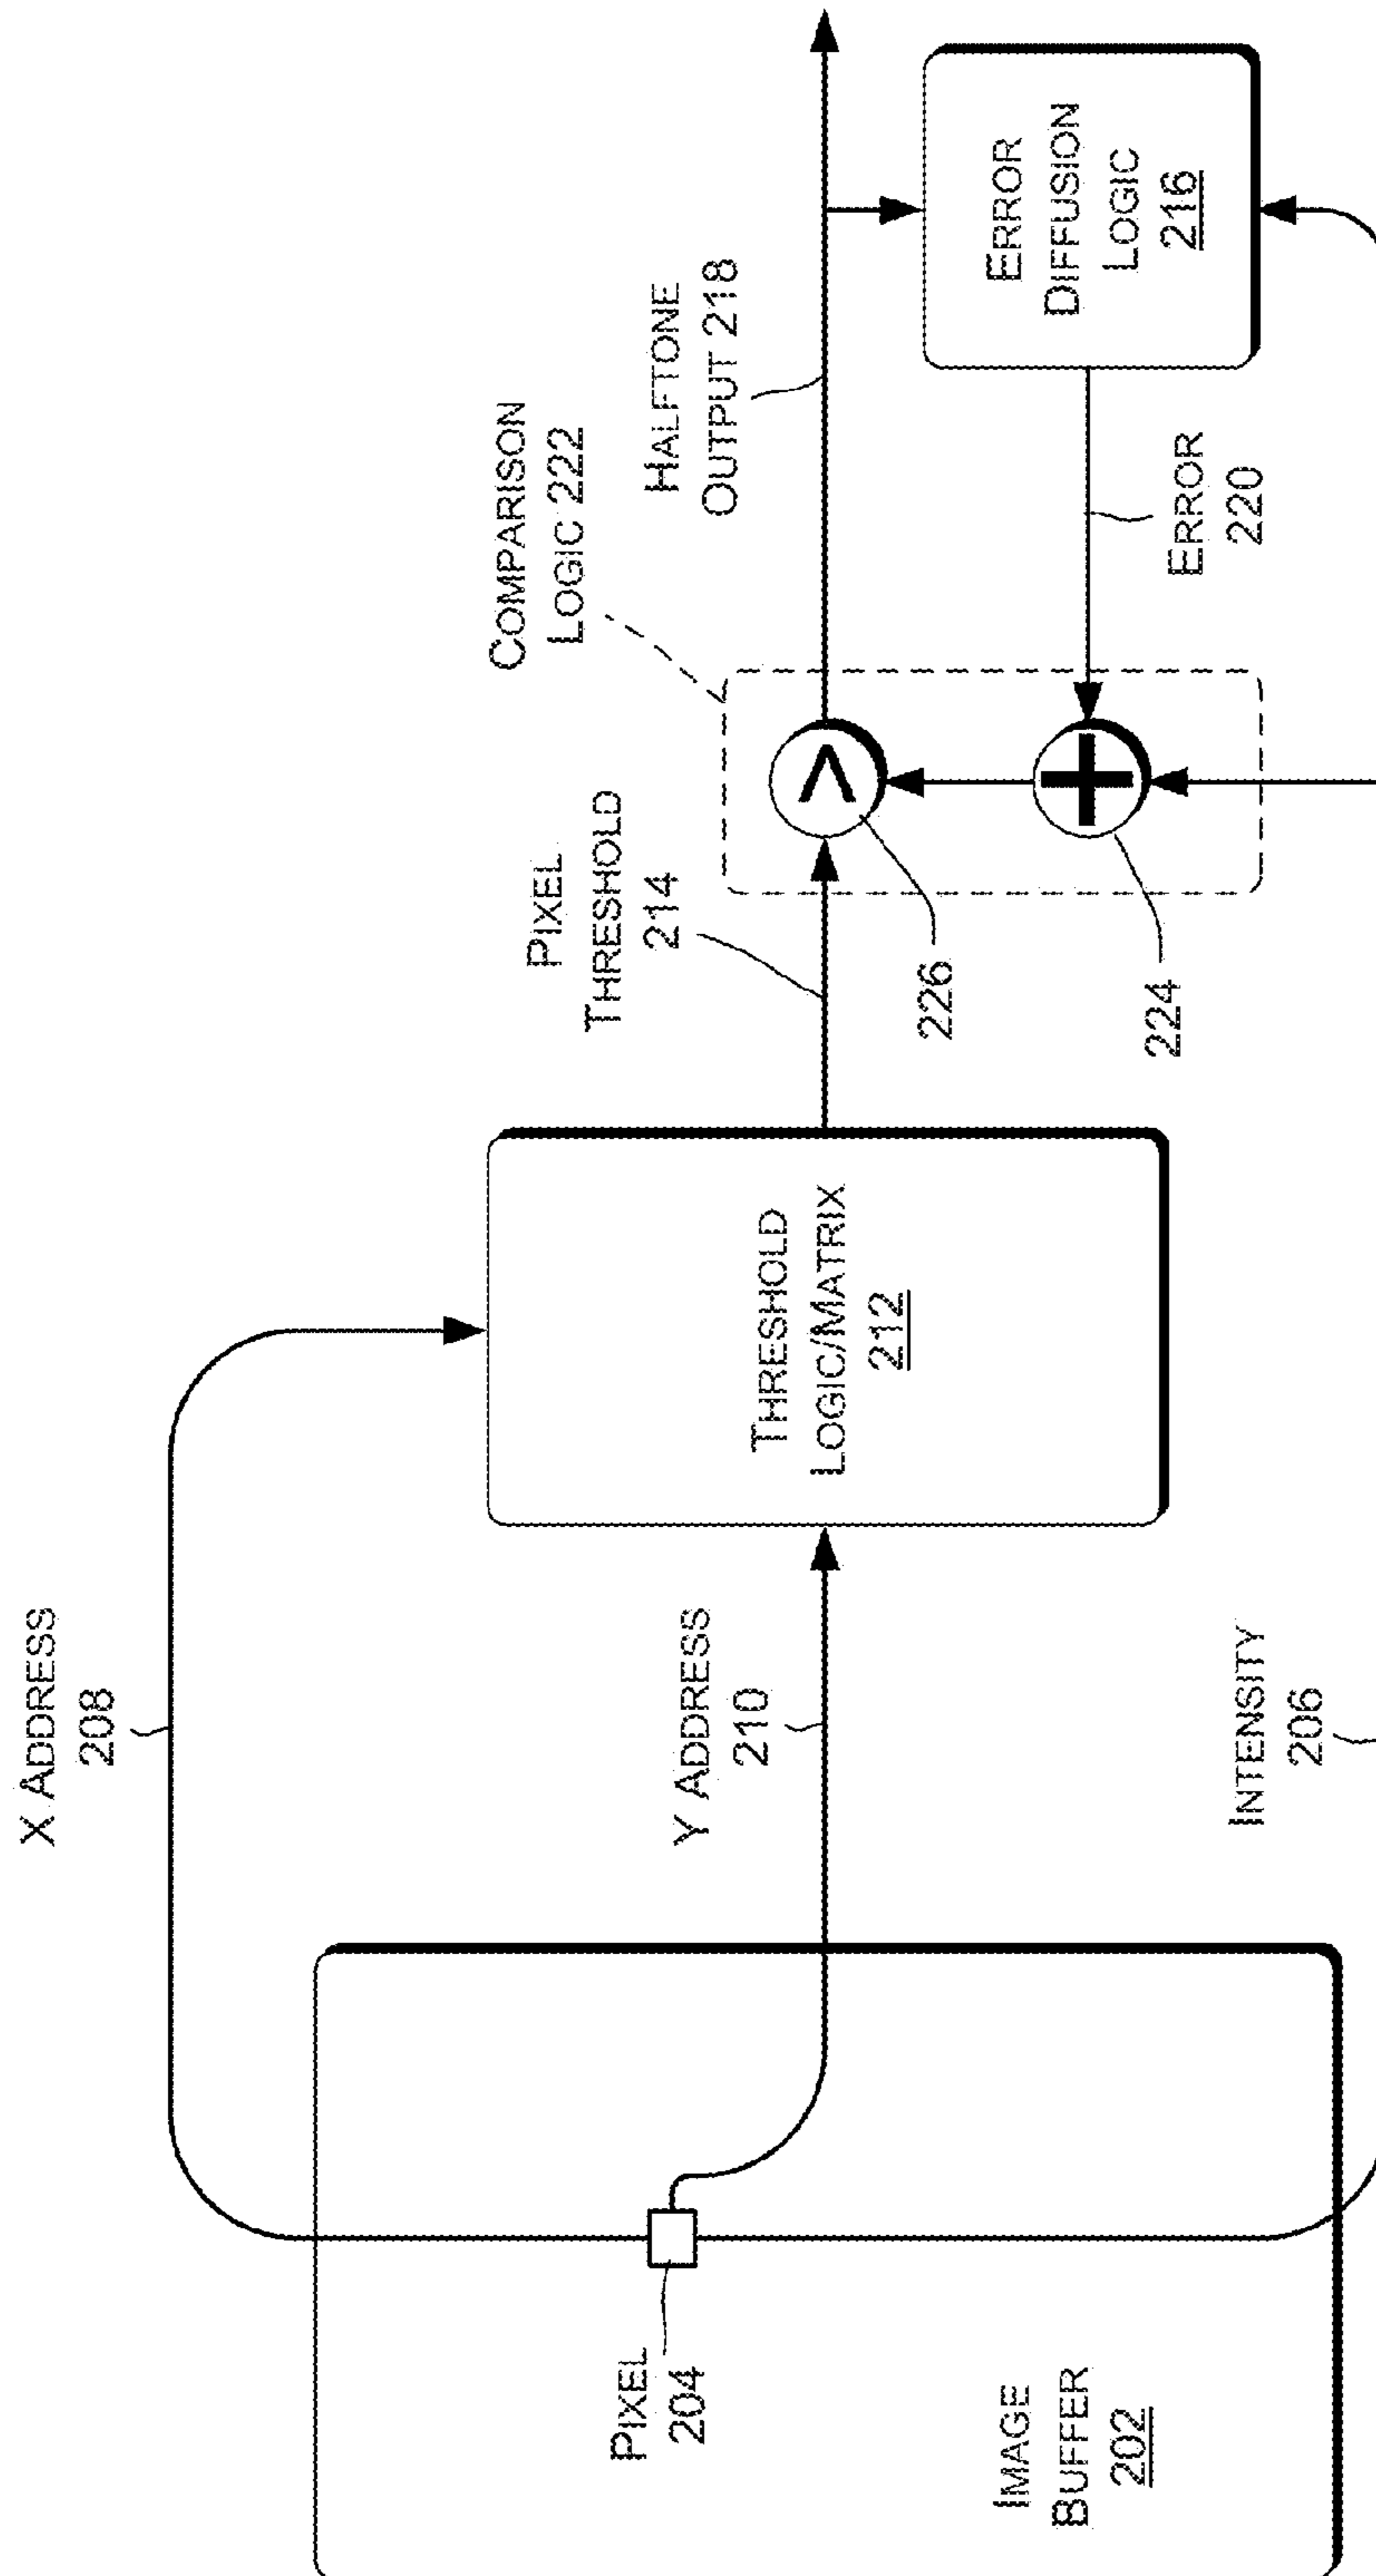 X ADDRESS
208
PIXEL
204
IMAGE
BUFFER
202
Y ADDRESS
210
INTENSITY
206
THRESHOLD
LOGIC/MATRIX
212
PIXEL
THRESHOLD
214
226
224
COMPARISON
LOGIC 222
HALFTONE
OUTPUT 218
ERROR
220
ERROR
DIFFUSION
LOGIC
216